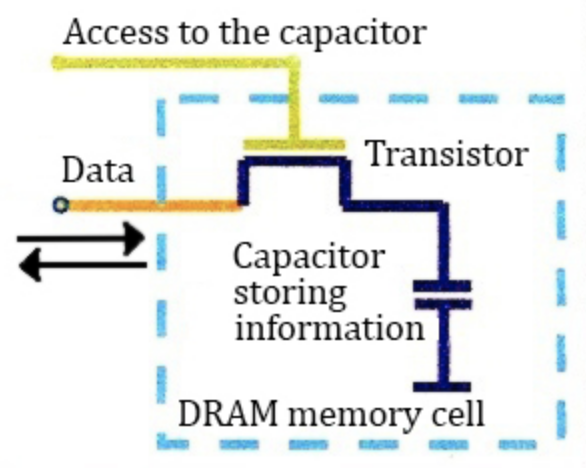 Access to the capacitor
Transistor
Data
Capacitor
storing
information
DRAM memory cell